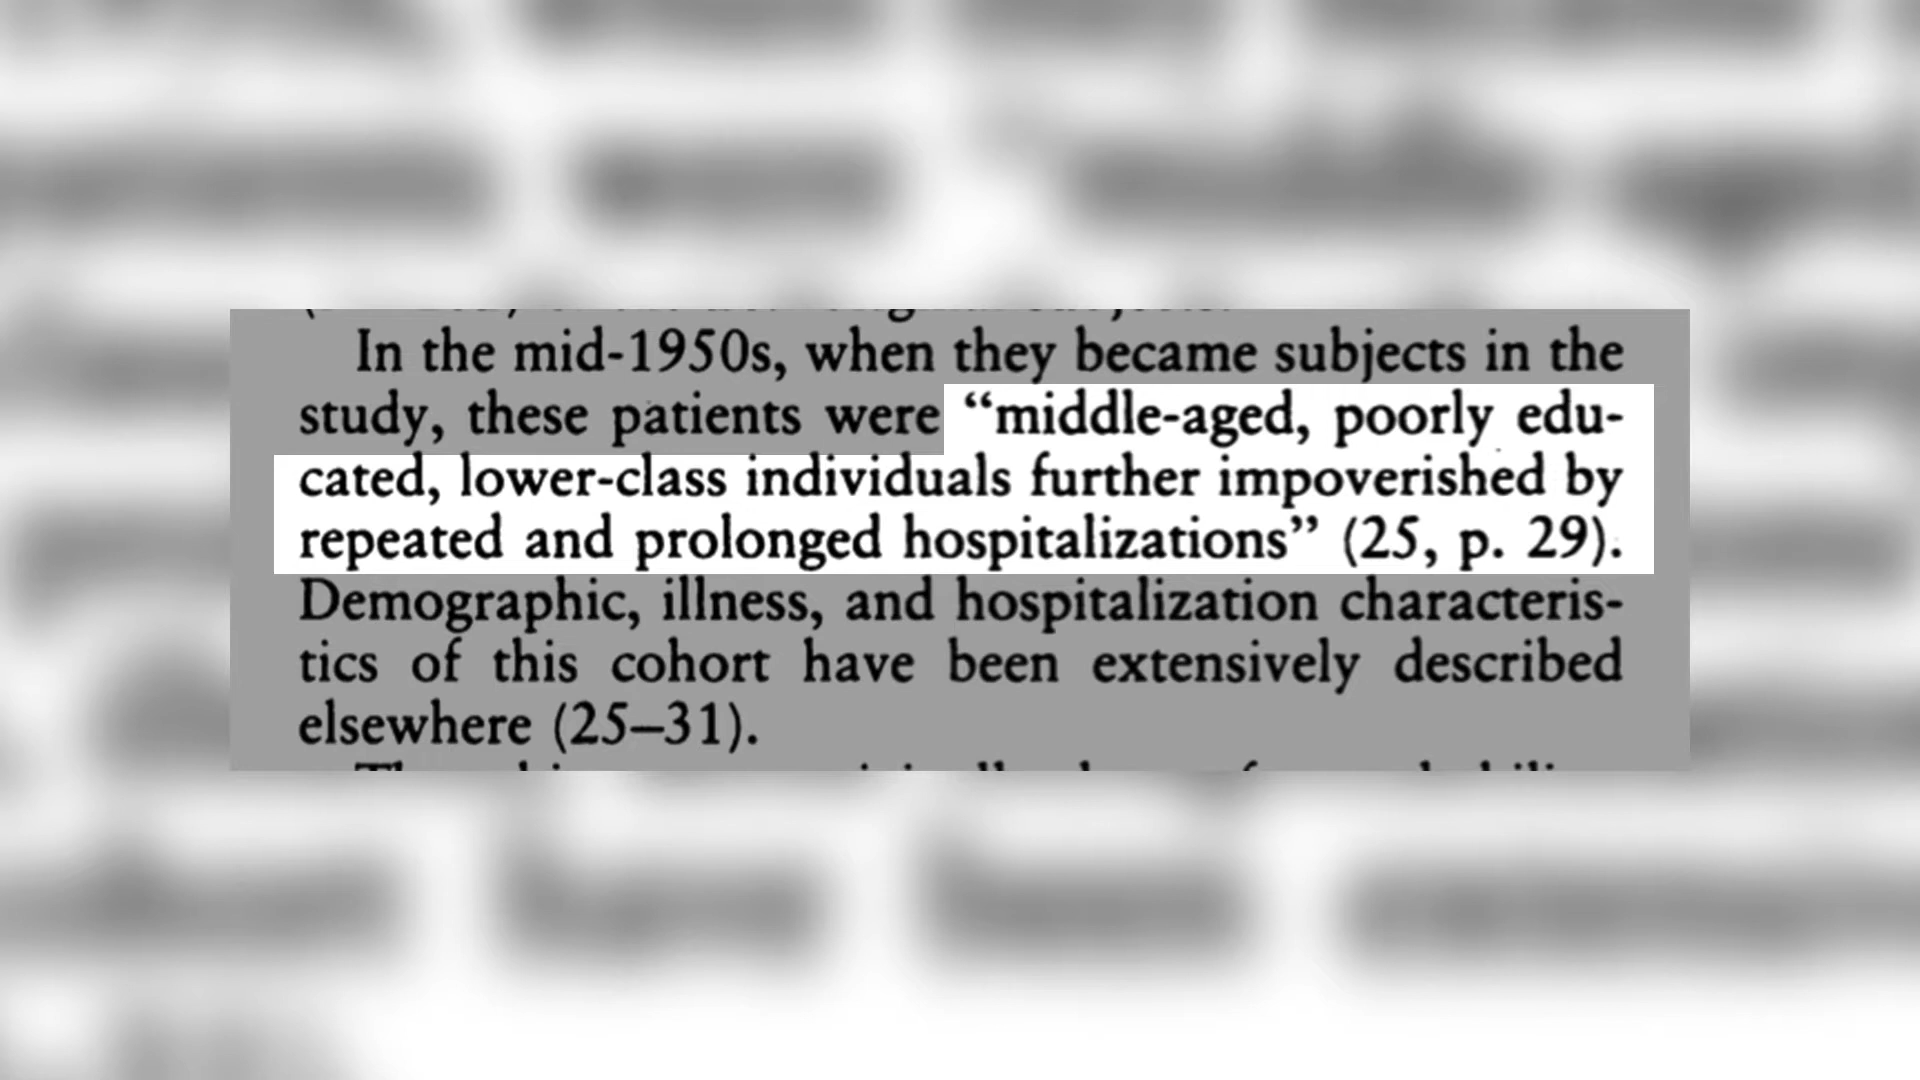 In the mid-1950s, when they became subjects in the
study, these patients were “middle-aged, poorly edu-
cated, lower-class individuals further impoverished by
repeated and prolonged hospitalizations” (25, p. 29).
Demographic, illness, and hospitalization characteris-
tics of this cohort have been extensively described
elsewhere (25–31).